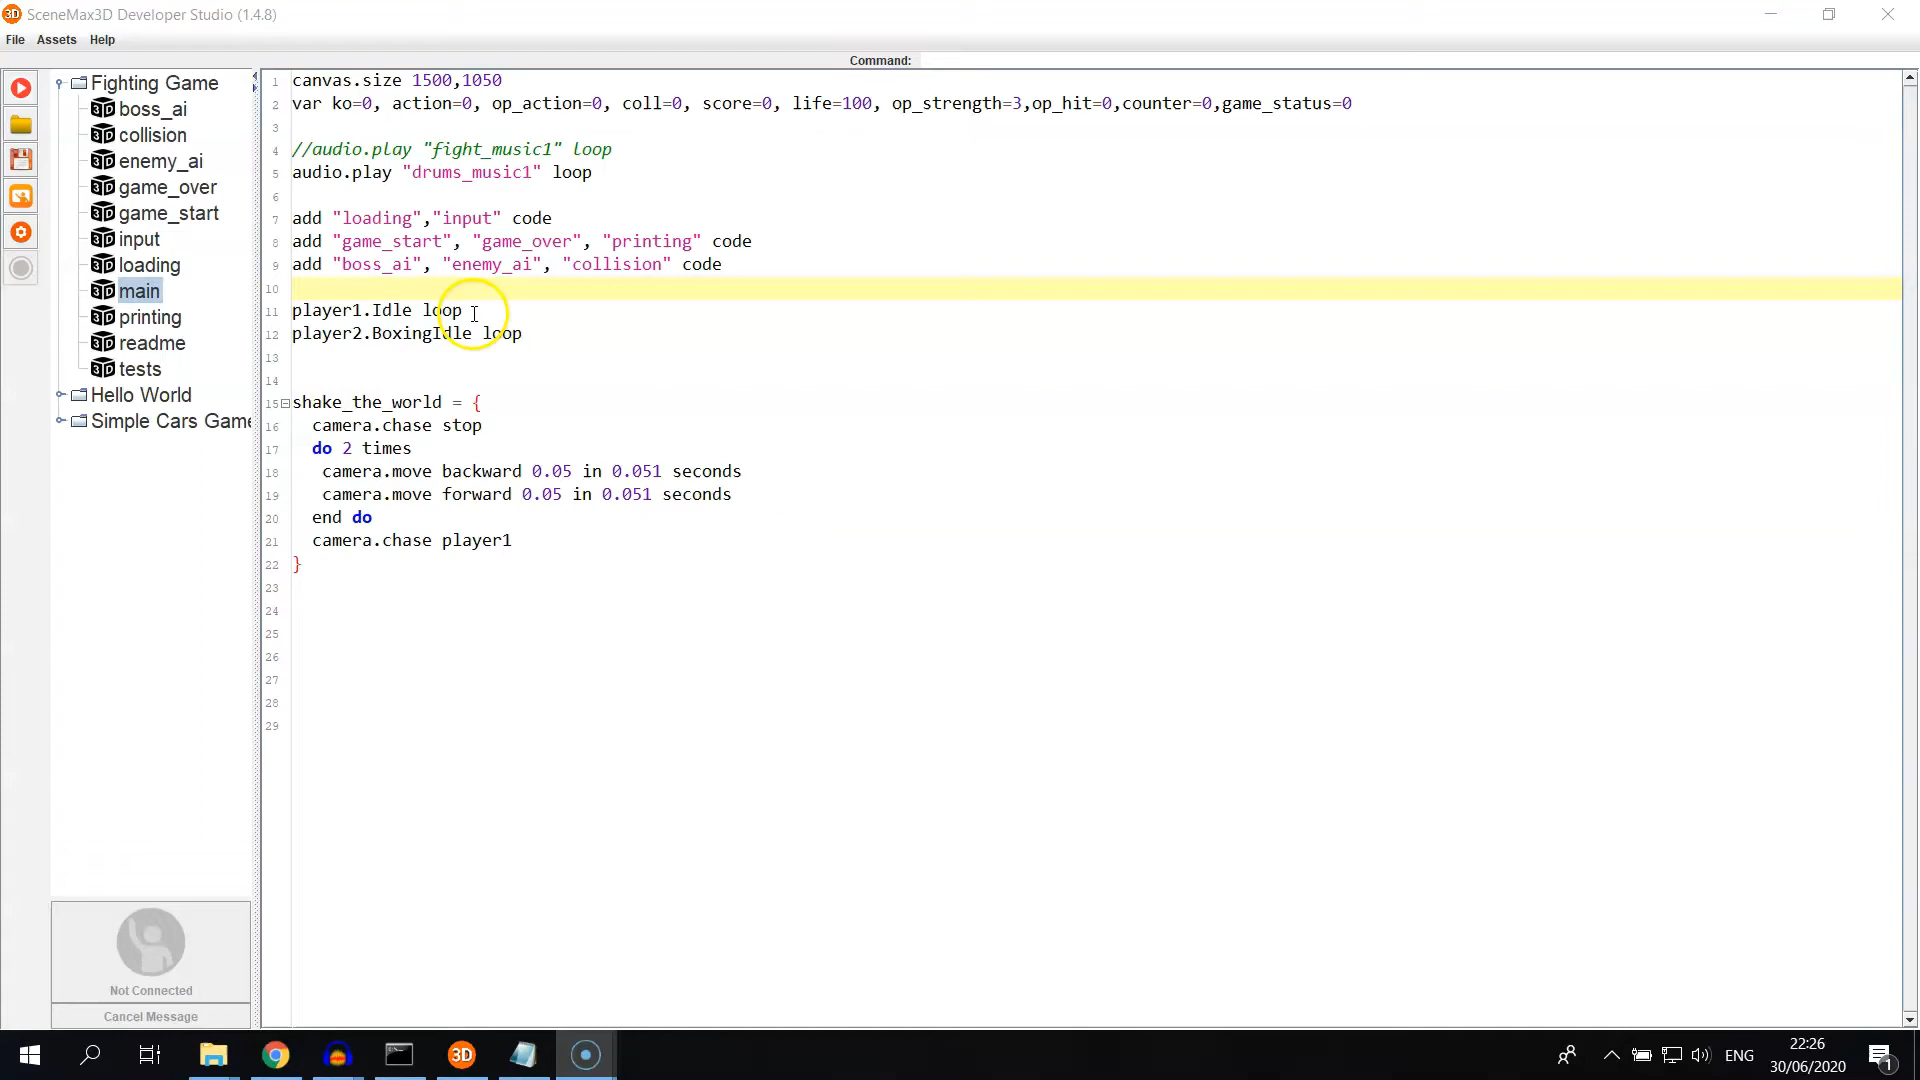 SceneMax3D Developer Studio (1.4.8)
File Assets Help
Command:
Fighting Game
boss_ai
collision
enemy_ai
game_over
game_start
input
loading
main
printing
readme
tests
Hello World
Simple Cars Game
Not Connected
Cancel Message
1 canvas.size 1500,1050
2 var ko=0, action=0, op_action=0, coll=0, score=0, life=100, op_strength=3,op_hit=0,counter=0,game_status=0
3
4 //audio.play "fight_music1" loop
5 audio.play "drums_music1" loop
6
7 add "loading","input" code
8 add "game_start", "game_over", "printing" code
9 add "boss_ai", "enemy_ai", "collision" code
10
11 player1.Idle loop
12 player2.BoxingIdle loop
13
14
15 shake_the_world = {
16 camera.chase stop
17 do 2 times
18 camera.move backward 0.05 in 0.051 seconds
19 camera.move forward 0.05 in 0.051 seconds
20 end do
21 camera.chase player1
22 }
23
24
25
26
27
28
29
3D
ENG
22:26
30/06/2020
1